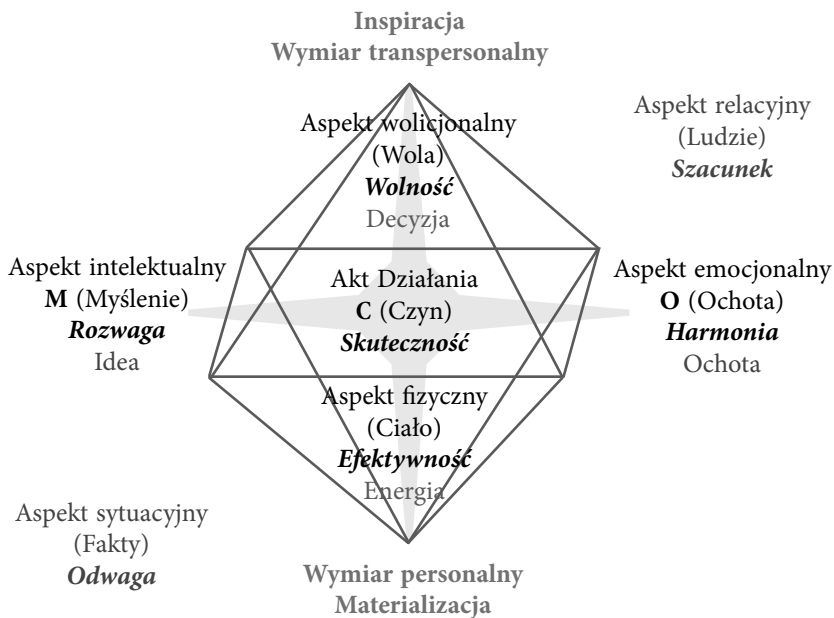 Inspiracja
Wymiar transpersonalny
Aspekt relacyjny
(Ludzie)
Szacunek
Aspekt wolicjonalny
(Wola)
Wolność
Decyzja
Aspekt intelektualny
M (Myślenie)
Rozwaga
Idea
Akt Działania
C (Czyn)
Skuteczność
Aspekt emocjonalny
O (Ochota)
Harmonia
Ochota
Aspekt fizyczny
(Ciało)
Efektywność
Energia
Aspekt sytuacyjny
(Fakty)
Odwaga
Wymiar personalny
Materializacja